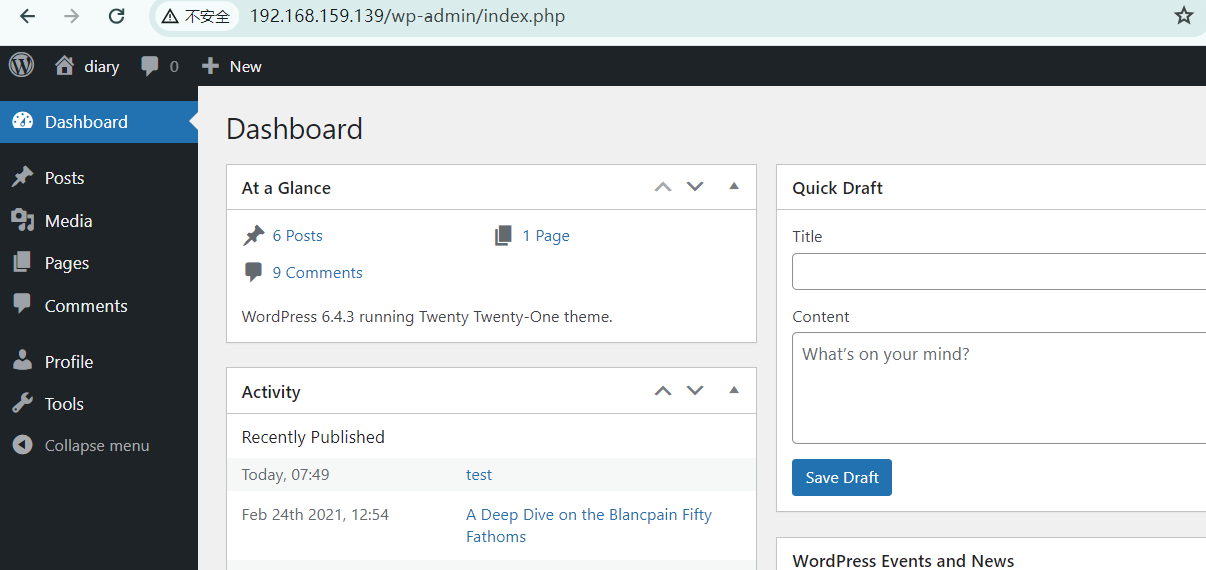 不安全 192.168.159.139/wp-admin/index.php
diary 0 New
Dashboard
Posts
Media
Pages
Comments
Profile
Tools
Collapse menu
Dashboard
At a Glance
6 Posts 1 Page
9 Comments
WordPress 6.4.3 running Twenty Twenty-One theme.
Activity
Recently Published
Today, 07:49 test
Feb 24th 2021, 12:54 A Deep Dive on the Blancpain Fifty
Fathoms
Quick Draft
Title
Content
What's on your mind?
Save Draft
WordPress Events and News